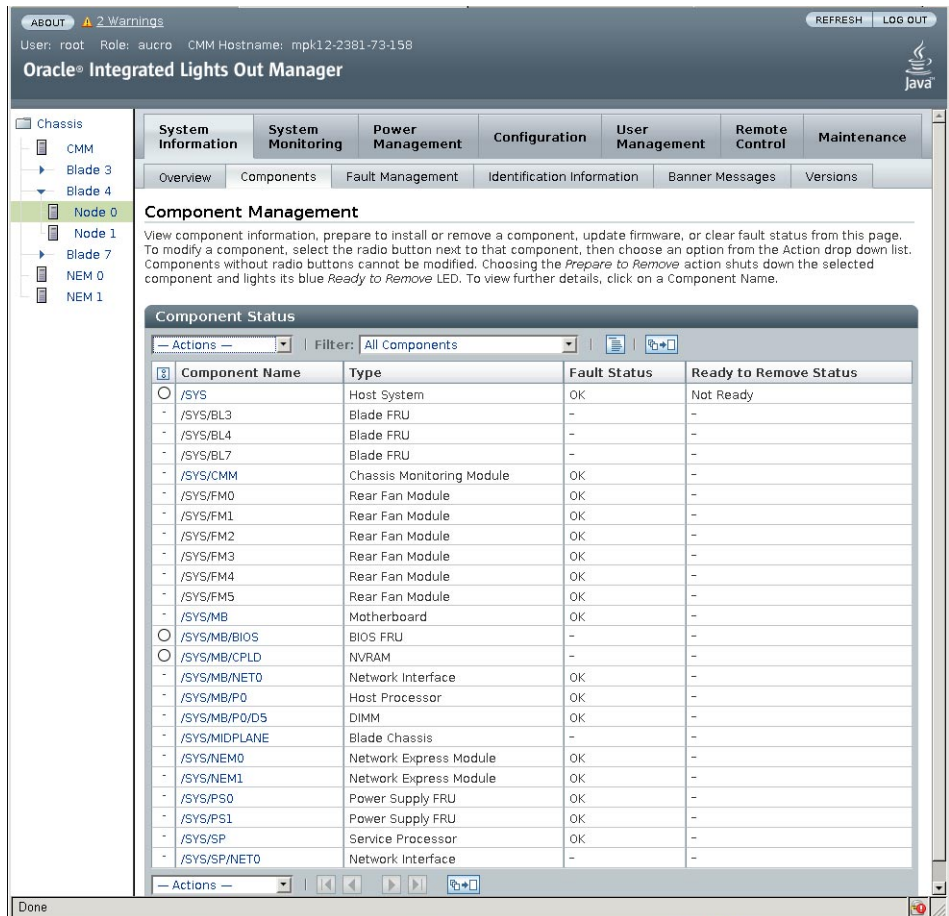 ABOUT 2 Warnings REFRESH LOG OUT
User: root Role: aucro CMM Hostname: mpk12-2381-73-158
Oracle® Integrated Lights Out Manager
Java™
Chassis
CMM
Blade 3
Blade 4
Node 0
Node 1
Blade 7
NEM 0
NEM 1
System Information System Monitoring Power Management Configuration User Management Remote Control Maintenance
Overview Components Fault Management Identification Information Banner Messages Versions
Component Management
View component information, prepare to install or remove a component, update firmware, or clear fault status from this page.
To modify a component, select the radio button next to that component, then choose an option from the Action drop down list.
Components without radio buttons cannot be modified. Choosing the Prepare to Remove action shuts down the selected
component and lights its blue Ready to Remove LED. To view further details, click on a Component Name.
Component Status
— Actions — Filter: All Components
Component Name Type Fault Status Ready to Remove Status
/SYS Host System OK Not Ready
- /SYS/BL3 Blade FRU - -
- /SYS/BL4 Blade FRU - -
- /SYS/BL7 Blade FRU - -
- /SYS/CMM Chassis Monitoring Module OK -
- /SYS/FM0 Rear Fan Module OK -
- /SYS/FM1 Rear Fan Module OK -
- /SYS/FM2 Rear Fan Module OK -
- /SYS/FM3 Rear Fan Module OK -
- /SYS/FM4 Rear Fan Module OK -
- /SYS/FM5 Rear Fan Module OK -
- /SYS/MB Motherboard OK -
/SYS/MB/BIOS BIOS FRU - -
/SYS/MB/CPLD NVRAM - -
- /SYS/MB/NET0 Network Interface OK -
- /SYS/MB/P0 Host Processor OK -
- /SYS/MB/P0/D5 DIMM OK -
- /SYS/MIDPLANE Blade Chassis - -
- /SYS/NEM0 Network Express Module OK -
- /SYS/NEM1 Network Express Module OK -
- /SYS/PS0 Power Supply FRU OK -
- /SYS/PS1 Power Supply FRU OK -
- /SYS/SP Service Processor OK -
- /SYS/SP/NET0 Network Interface - -
— Actions —
Done